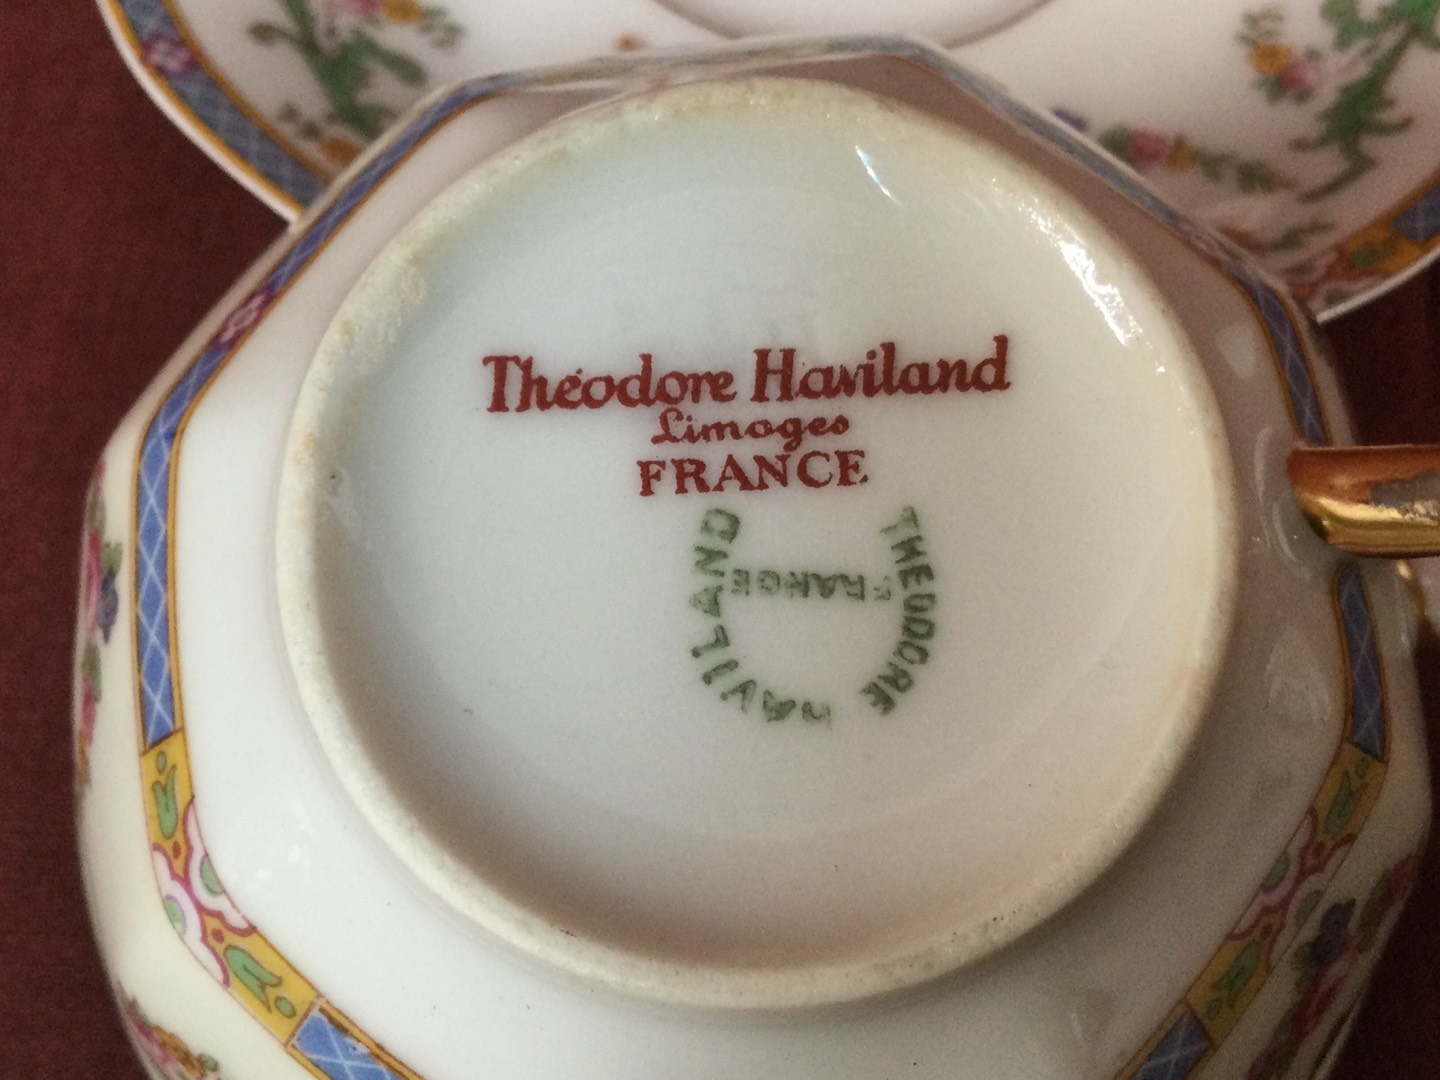 Théodore Haviland
Limoges
FRANCE
THEODORE HAVILAND
FRANCE